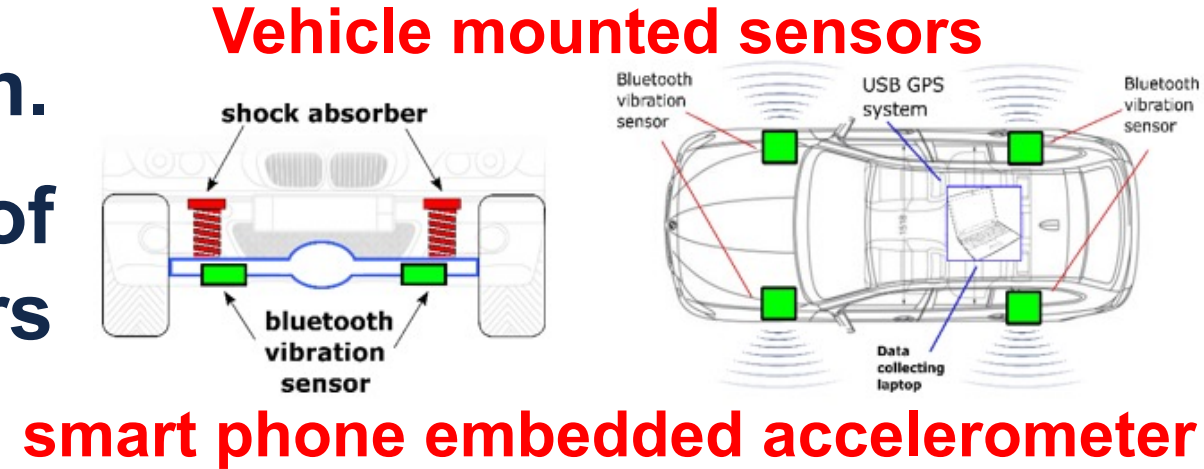 Vehicle mounted sensors
n.
of
rs
shock absorber
bluetooth
vibration
sensor
Bluetooth
vibration
sensor
USB GPS
system
Bluetooth
vibration
sensor
1518
Data
collecting
laptop
smart phone embedded accelerometer